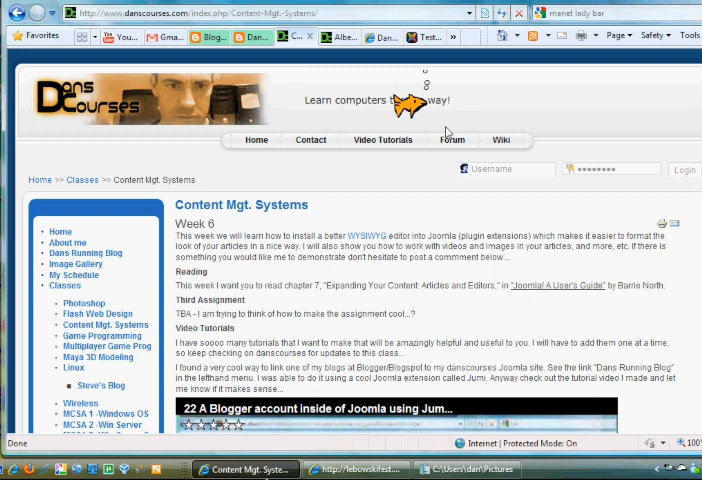 http://www.danscourses.com/index.php/Content-Mgt.-Systems/
manet lady bar
Favorites
You...
Gma...
Blog...
Dan...
C...
Albe...
Dan...
Test...
»
Page
Safety
Tools
Dans Courses
Learn computers t way!
Home Contact Video Tutorials Forum Wiki
Username
Login
Home >> Classes >> Content Mgt. Systems
Home
About me
Dans Running Blog
Image Gallery
My Schedule
Classes
Photoshop
Flash Web Design
Content Mgt. Systems
Game Programming
Multiplayer Game Prog
Maya 3D Modeling
Linux
Steve's Blog
Wireless
MCSA 1 -Windows OS
MCSA 2 -Win Server
Content Mgt. Systems
Week 6
This week we will learn how to install a better WYSIWYG editor into Joomla (plugin extensions) which makes it easier to format the
look of your articles in a nice way. I will also show you how to work with videos and images in your articles, and more, etc. If there is
something you would like me to demonstrate don't hesitate to post a commment below...
Reading
This week I want you to read chapter 7, "Expanding Your Content: Articles and Editors," in "Joomla! A User's Guide" by Barrie North.
Third Assignment
TBA - I am trying to think of how to make the assignment cool...?
Video Tutorials
I have soooo many tutorials that I want to make that will be amazingly helpful and useful to you. I will have to add them one at a time,
so keep checking on danscourses for updates to this class...
I found a very cool way to link one of my blogs at Blogger/Blogspot to my danscourses Joomla site. See the link "Dans Running Blog"
in the lefthand menu. I was able to do it using a cool Joomla extension called Jumi. Anyway check out the tutorial video I made and let
me know if it makes sense...
22 A Blogger account inside of Joomla using Jum...
Done
Internet | Protected Mode: On
100%
Content Mgt. Syste...
http://lebowskifest....
C:\Users\dan\Pictures